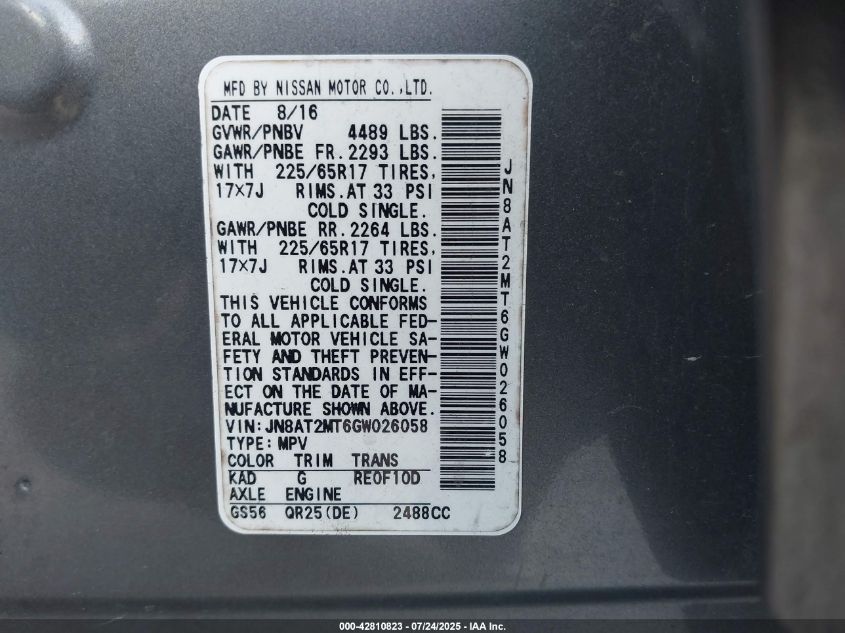 MFD BY NISSAN MOTOR CO.,LTD.
DATE 8/16
GVWR/PNBV 4489 LBS.
GAWR/PNBE FR. 2293 LBS.
WITH 225/65R17 TIRES,
17×7J RIMS.AT 33 PSI
COLD SINGLE.
GAWR/PNBE RR. 2264 LBS.
WITH 225/65R17 TIRES,
17×7J RIMS.AT 33 PSI
COLD SINGLE.
THIS VEHICLE CONFORMS
TO ALL APPLICABLE FED-
ERAL MOTOR VEHICLE SA-
FETY AND THEFT PREVEN-
TION STANDARDS IN EFF-
ECT ON THE DATE OF MA-
NUFACTURE SHOWN ABOVE.
VIN: JN8AT2MT6GW026058
TYPE: MPV
COLOR TRIM TRANS
KAD G RE0F10D
AXLE ENGINE
GS56 QR25(DE) 2488CC
JN8AT2MT6GW026058
000-42810823 - 07/24/2025 - IAA Inc.